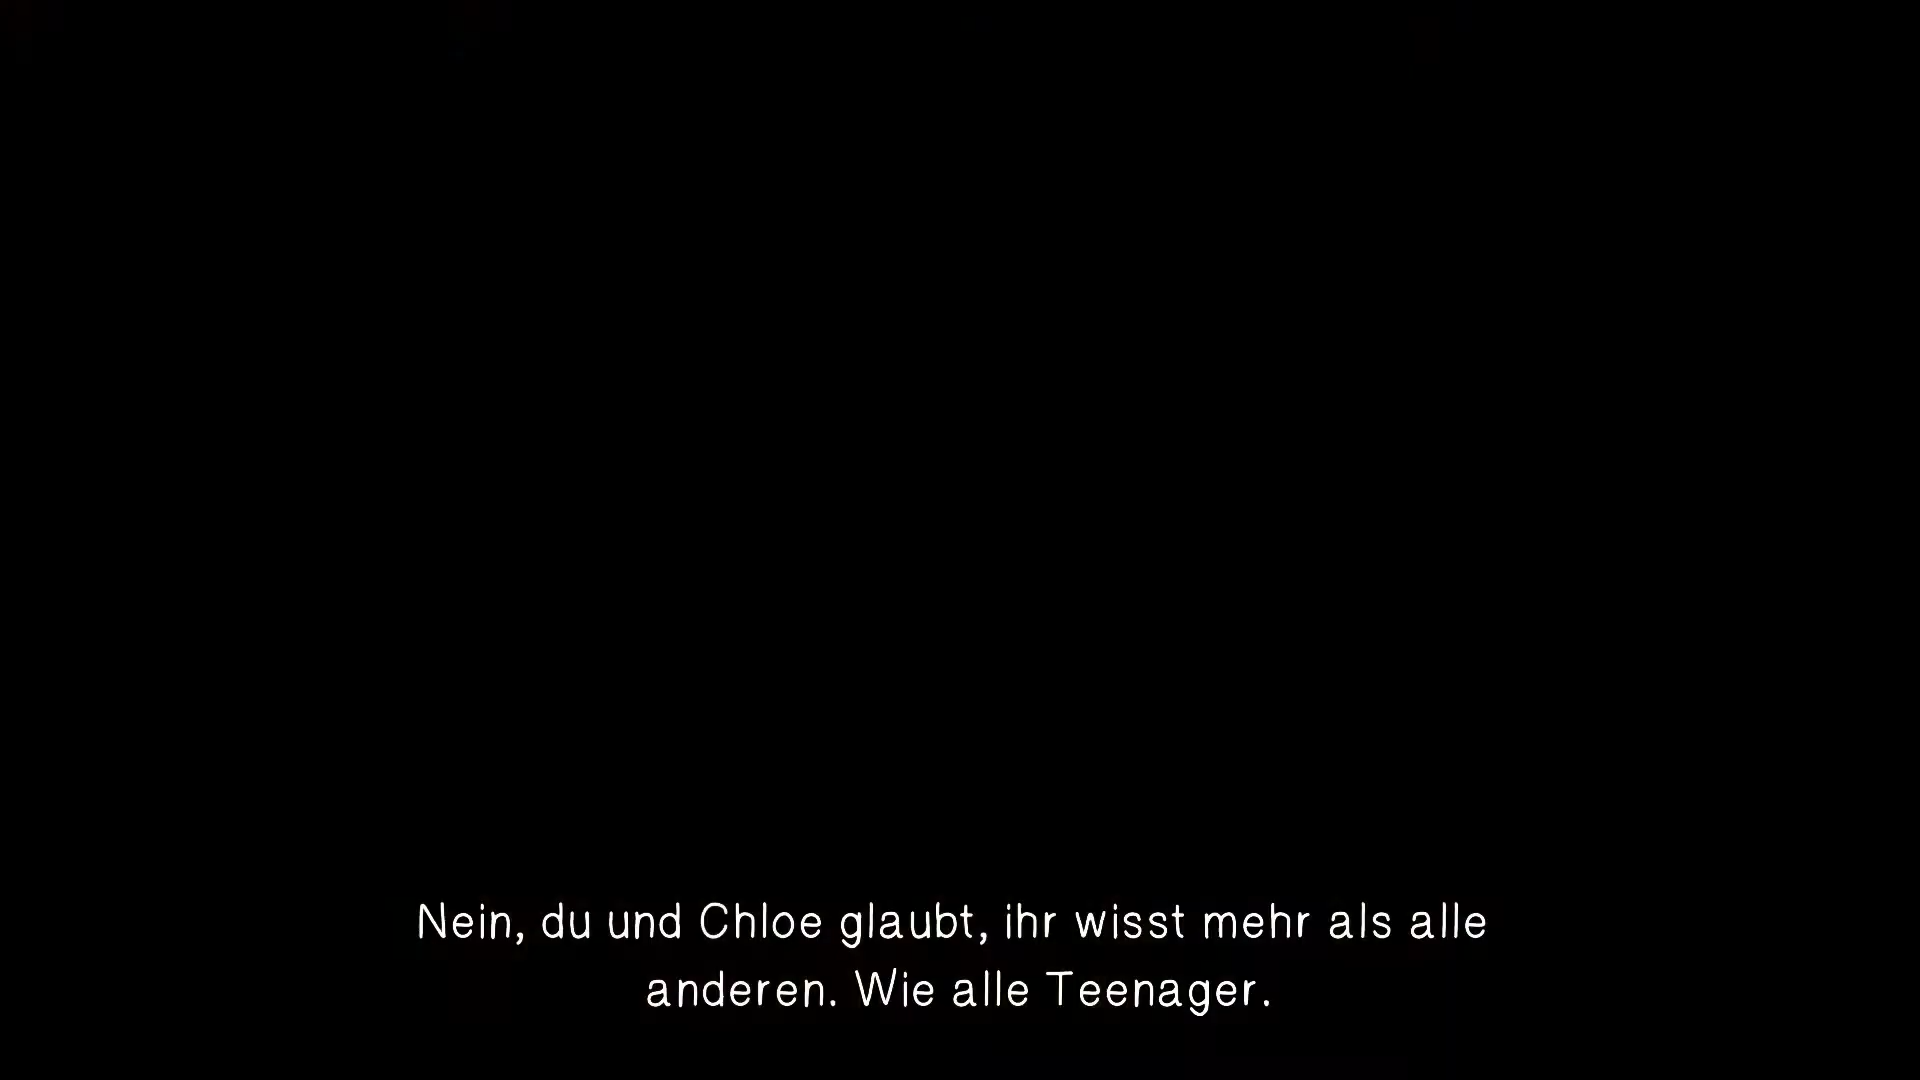 Nein, du und Chloe glaubt, ihr wisst mehr als alle
anderen. Wie alle Teenager.